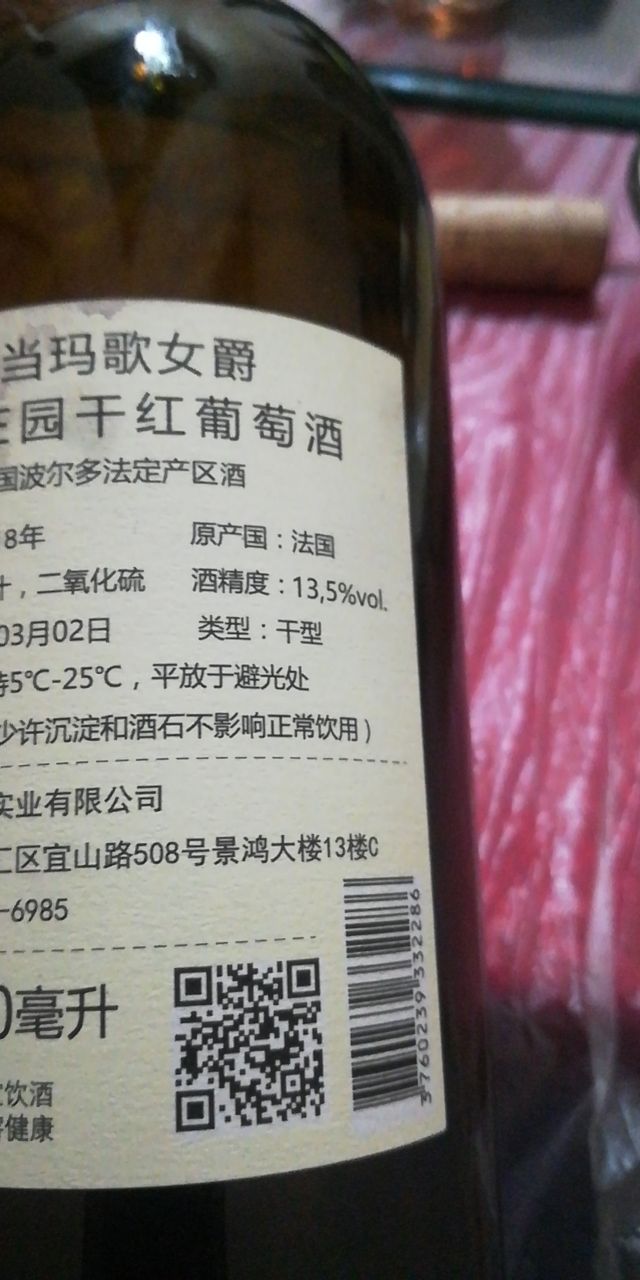 当玛歌女爵
庄园干红葡萄酒
国波尔多法定产区酒
8年 原产国：法国
汁，二氧化硫 酒精度：13,5%vol.
03月02日 类型：干型
持5℃-25℃，平放于避光处
少许沉淀和酒石不影响正常饮用）
实业有限公司
汇区宜山路508号景鸿大楼13楼C
-6985
0毫升
饮酒
健康
3760239332286